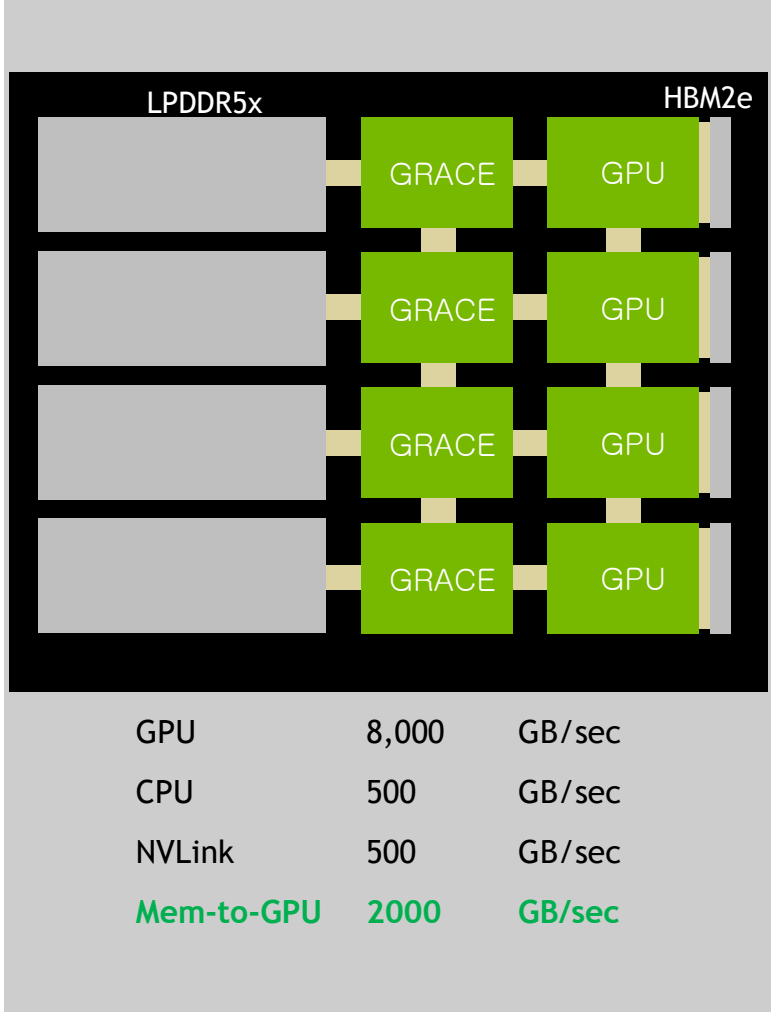 LPDDR5x HBM2e
GRACE GPU
GRACE GPU
GRACE GPU
GRACE GPU
GPU 8,000 GB/sec
CPU 500 GB/sec
NVLink 500 GB/sec
Mem-to-GPU 2000 GB/sec